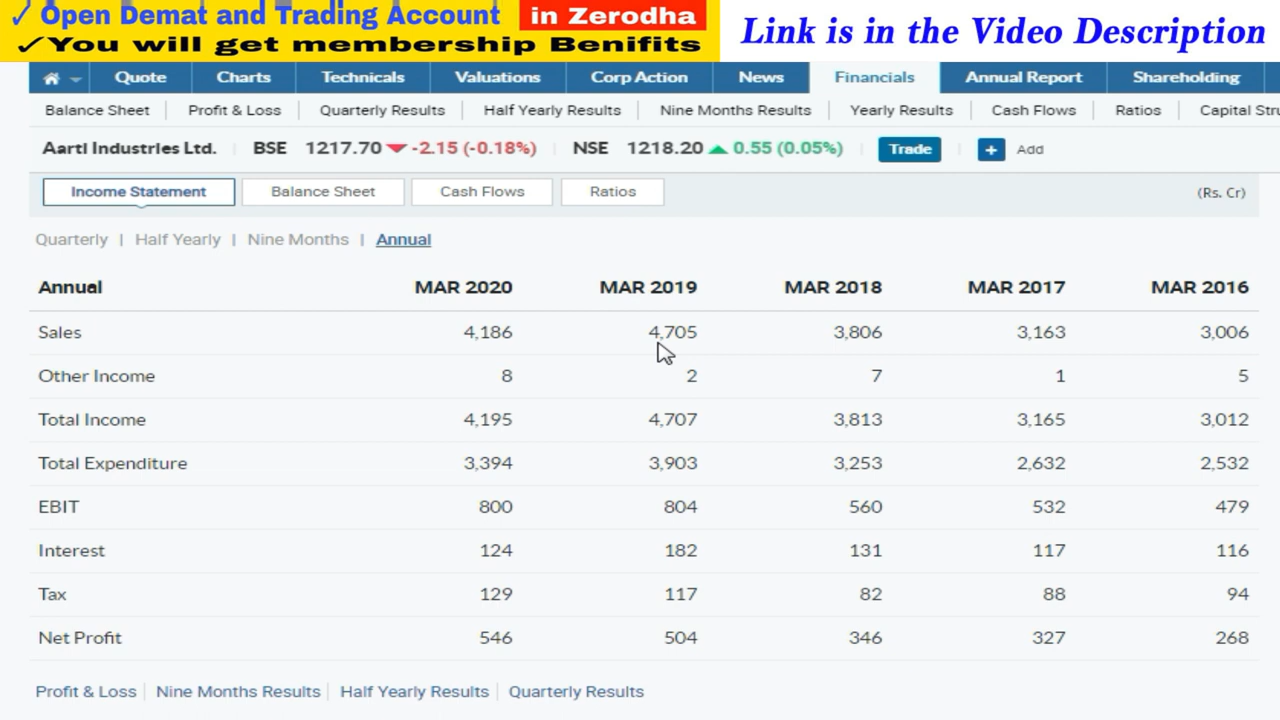 ✓ Open Demat and Trading Account in Zerodha
✓You will get membership Benifits
Link is in the Video Description
Quote Charts Technicals Valuations Corp Action News Financials Annual Report Shareholding
Balance Sheet | Profit & Loss | Quarterly Results | Half Yearly Results | Nine Months Results | Yearly Results | Cash Flows | Ratios | Capital Stru
Aarti Industries Ltd. BSE 1217.70 -2.15 (-0.18%) NSE 1218.20 0.55 (0.05%) Trade + Add
Income Statement Balance Sheet Cash Flows Ratios (Rs. Cr)
Quarterly | Half Yearly | Nine Months | Annual
Annual MAR 2020 MAR 2019 MAR 2018 MAR 2017 MAR 2016
Sales 4,186 4,705 3,806 3,163 3,006
Other Income 8 2 7 1 5
Total Income 4,195 4,707 3,813 3,165 3,012
Total Expenditure 3,394 3,903 3,253 2,632 2,532
EBIT 800 804 560 532 479
Interest 124 182 131 117 116
Tax 129 117 82 88 94
Net Profit 546 504 346 327 268
Profit & Loss | Nine Months Results | Half Yearly Results | Quarterly Results